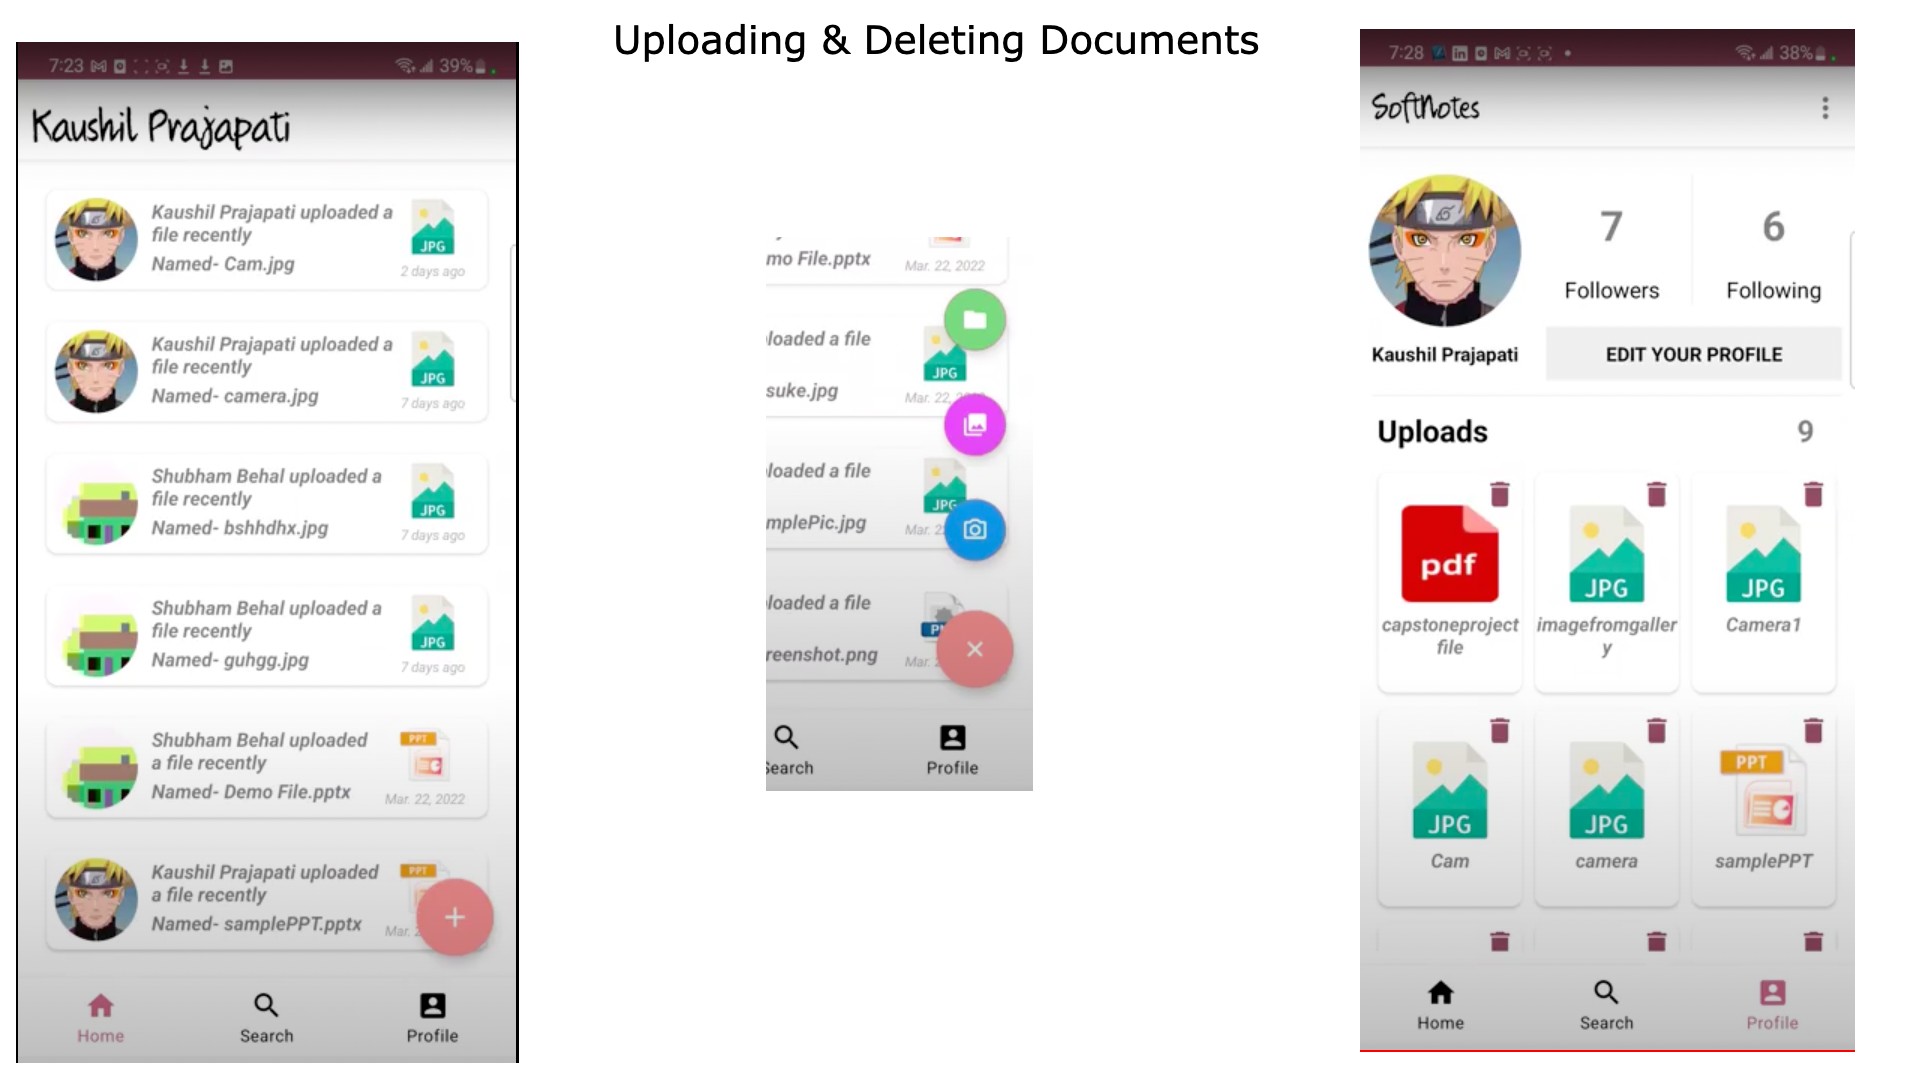 Uploading & Deleting Documents
7:23
39%
Kaushil Prajapati
Kaushil Prajapati uploaded a
file recently
Named- Cam.jpg
JPG
2 days ago
Kaushil Prajapati uploaded a
file recently
Named- camera.jpg
JPG
7 days ago
Shubham Behal uploaded a
file recently
Named- bshhdhx.jpg
JPG
7 days ago
Shubham Behal uploaded a
file recently
Named- guhgg.jpg
JPG
7 days ago
Shubham Behal uploaded
a file recently
Named- Demo File.pptx
PPT
Mar. 22, 2022
Kaushil Prajapati uploaded
a file recently
Named- samplePPT.pptx
PPT
Mar.
Home
Search
Profile
mo File.pptx
Mar. 22, 2022
loaded a file
suke.jpg
JPG
Mar. 22,
loaded a file
mplePic.jpg
JPG
Mar. 2
loaded a file
reenshot.png
PN
Mar.
Search
Profile
7:28
38%
SoftNotes
7
Followers
6
Following
Kaushil Prajapati
EDIT YOUR PROFILE
Uploads
9
pdf
capstoneproject
file
JPG
imagefromgaller
y
JPG
Camera1
JPG
Cam
JPG
camera
PPT
samplePPT
Home
Search
Profile